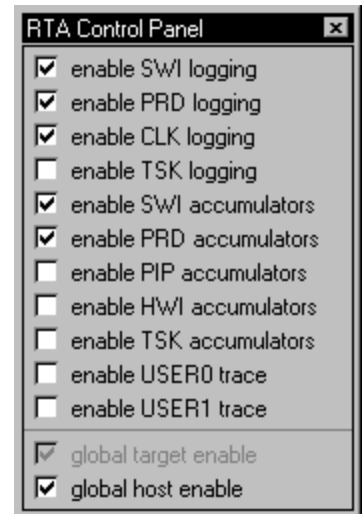 RTA Control Panel
enable SWI logging
enable PRD logging
enable CLK logging
enable TSK logging
enable SWI accumulators
enable PRD accumulators
enable PIP accumulators
enable HWI accumulators
enable TSK accumulators
enable USER0 trace
enable USER1 trace
global target enable
global host enable